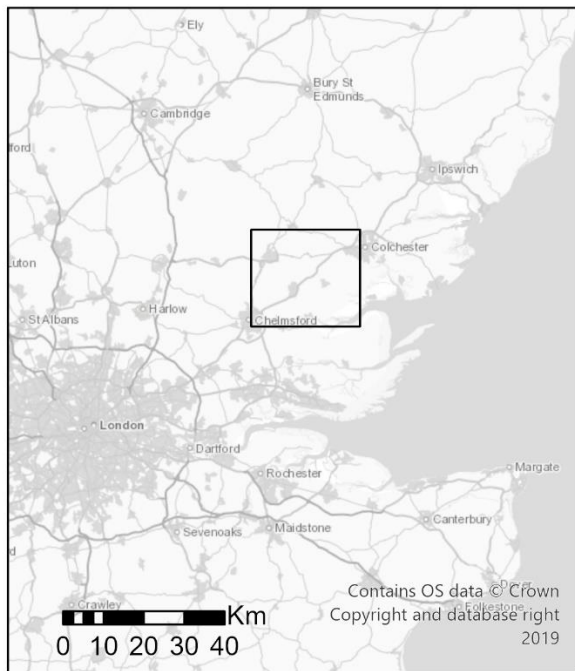 Ely
Bury St
Edmunds
Cambridge
ford
Ipswich
Colchester
Luton
Harlow
St Albans
Chelmsford
London
Dartford
Rochester
Margate
Canterbury
Sevenoaks
Maidstone
d
Contains OS data © Crown
Crawley
Folkestone
Copyright and database right
Km
0 10 20 30 40
2019